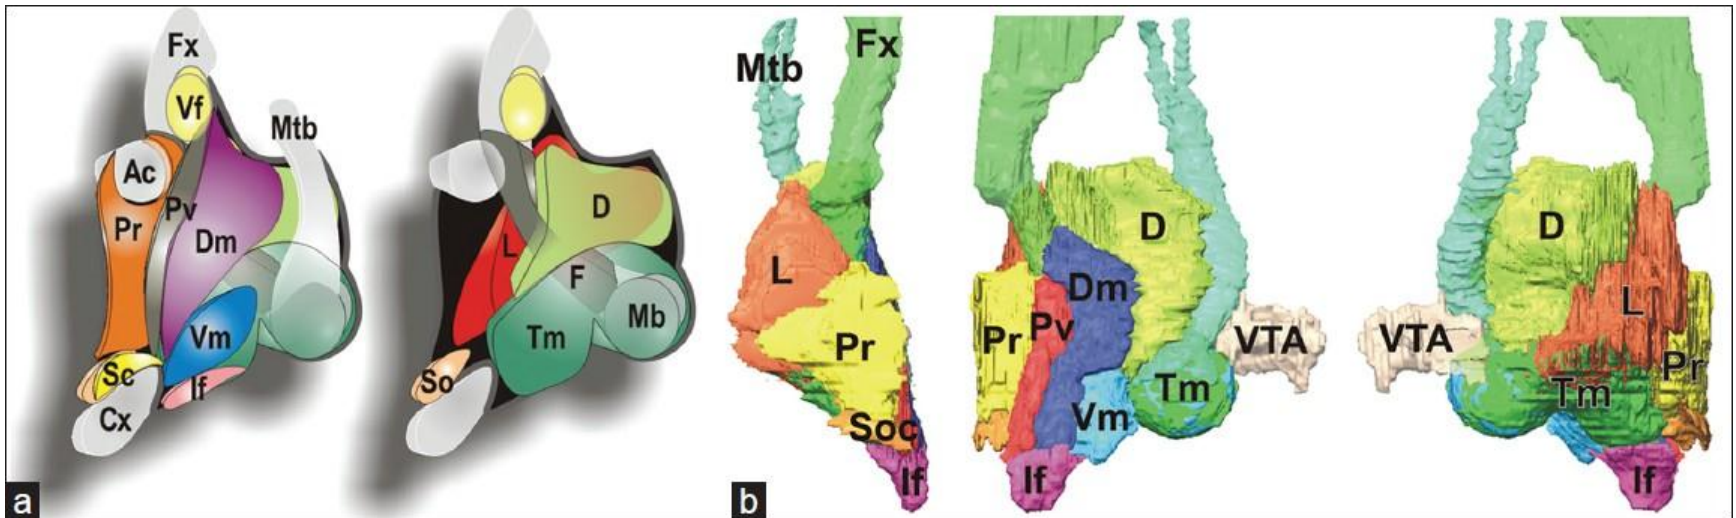 Fx
Vf
Mtb
Ac
Pv
Pr
Dm
Vm
Sc
If
Cx
D
L
F
Mb
Tm
So
a
Mtb
Fx
L
Pr
Soc
If
D
Dm
Pr
Pv
VTA
Tm
Vm
If
D
L
VTA
Pr
Tm
If
b